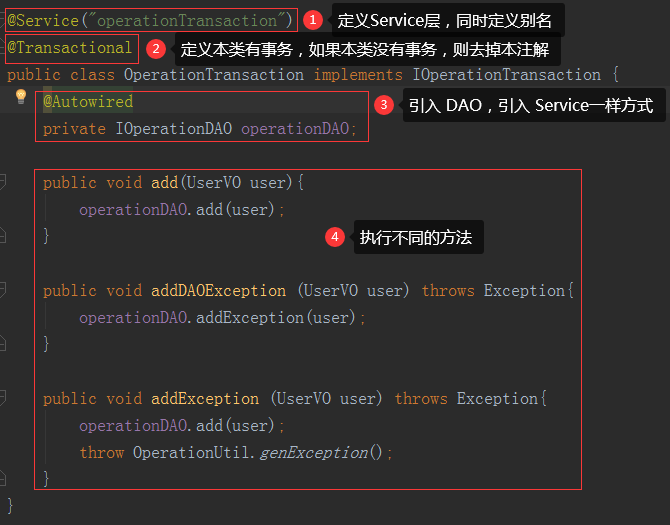 @Service("operationTransaction") 1 定义Service层，同时定义别名
@Transactional 2 定义本类有事务，如果本类没有事务，则去掉本注解
public class OperationTransaction implements IOperationTransaction {
@Autowired 3 引入 DAO，引入 Service一样方式
private IOperationDAO operationDAO;
public void add(UserVO user){
operationDAO.add(user);
} 4 执行不同的方法
public void addDAOException (UserVO user) throws Exception{
operationDAO.addException(user);
}
public void addException (UserVO user) throws Exception{
operationDAO.add(user);
throw OperationUtil.genException();
}
}